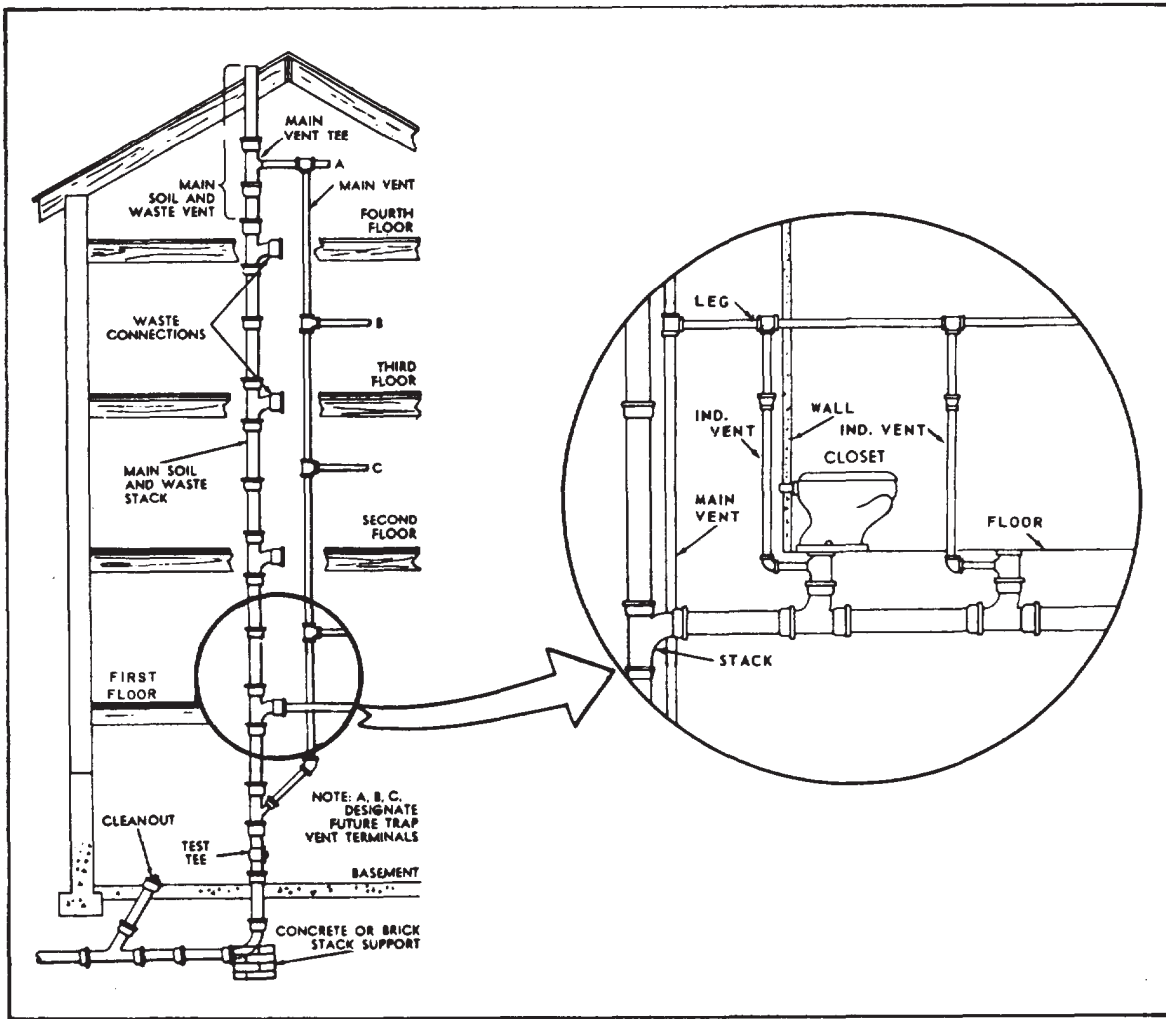 MAIN
VENT TEE
A
MAIN
SOIL AND
WASTE VENT
MAIN VENT
FOURTH
FLOOR
WASTE
CONNECTIONS
B
THIRD
FLOOR
MAIN SOIL
AND WASTE
STACK
C
SECOND
FLOOR
FIRST
FLOOR
NOTE: A, B, C,
DESIGNATE
FUTURE TRAP
VENT TERMINALS
CLEANOUT
TEST
TEE
BASEMENT
CONCRETE OR BRICK
STACK SUPPORT
LEG
IND.
VENT
WALL
IND. VENT
CLOSET
MAIN
VENT
FLOOR
STACK